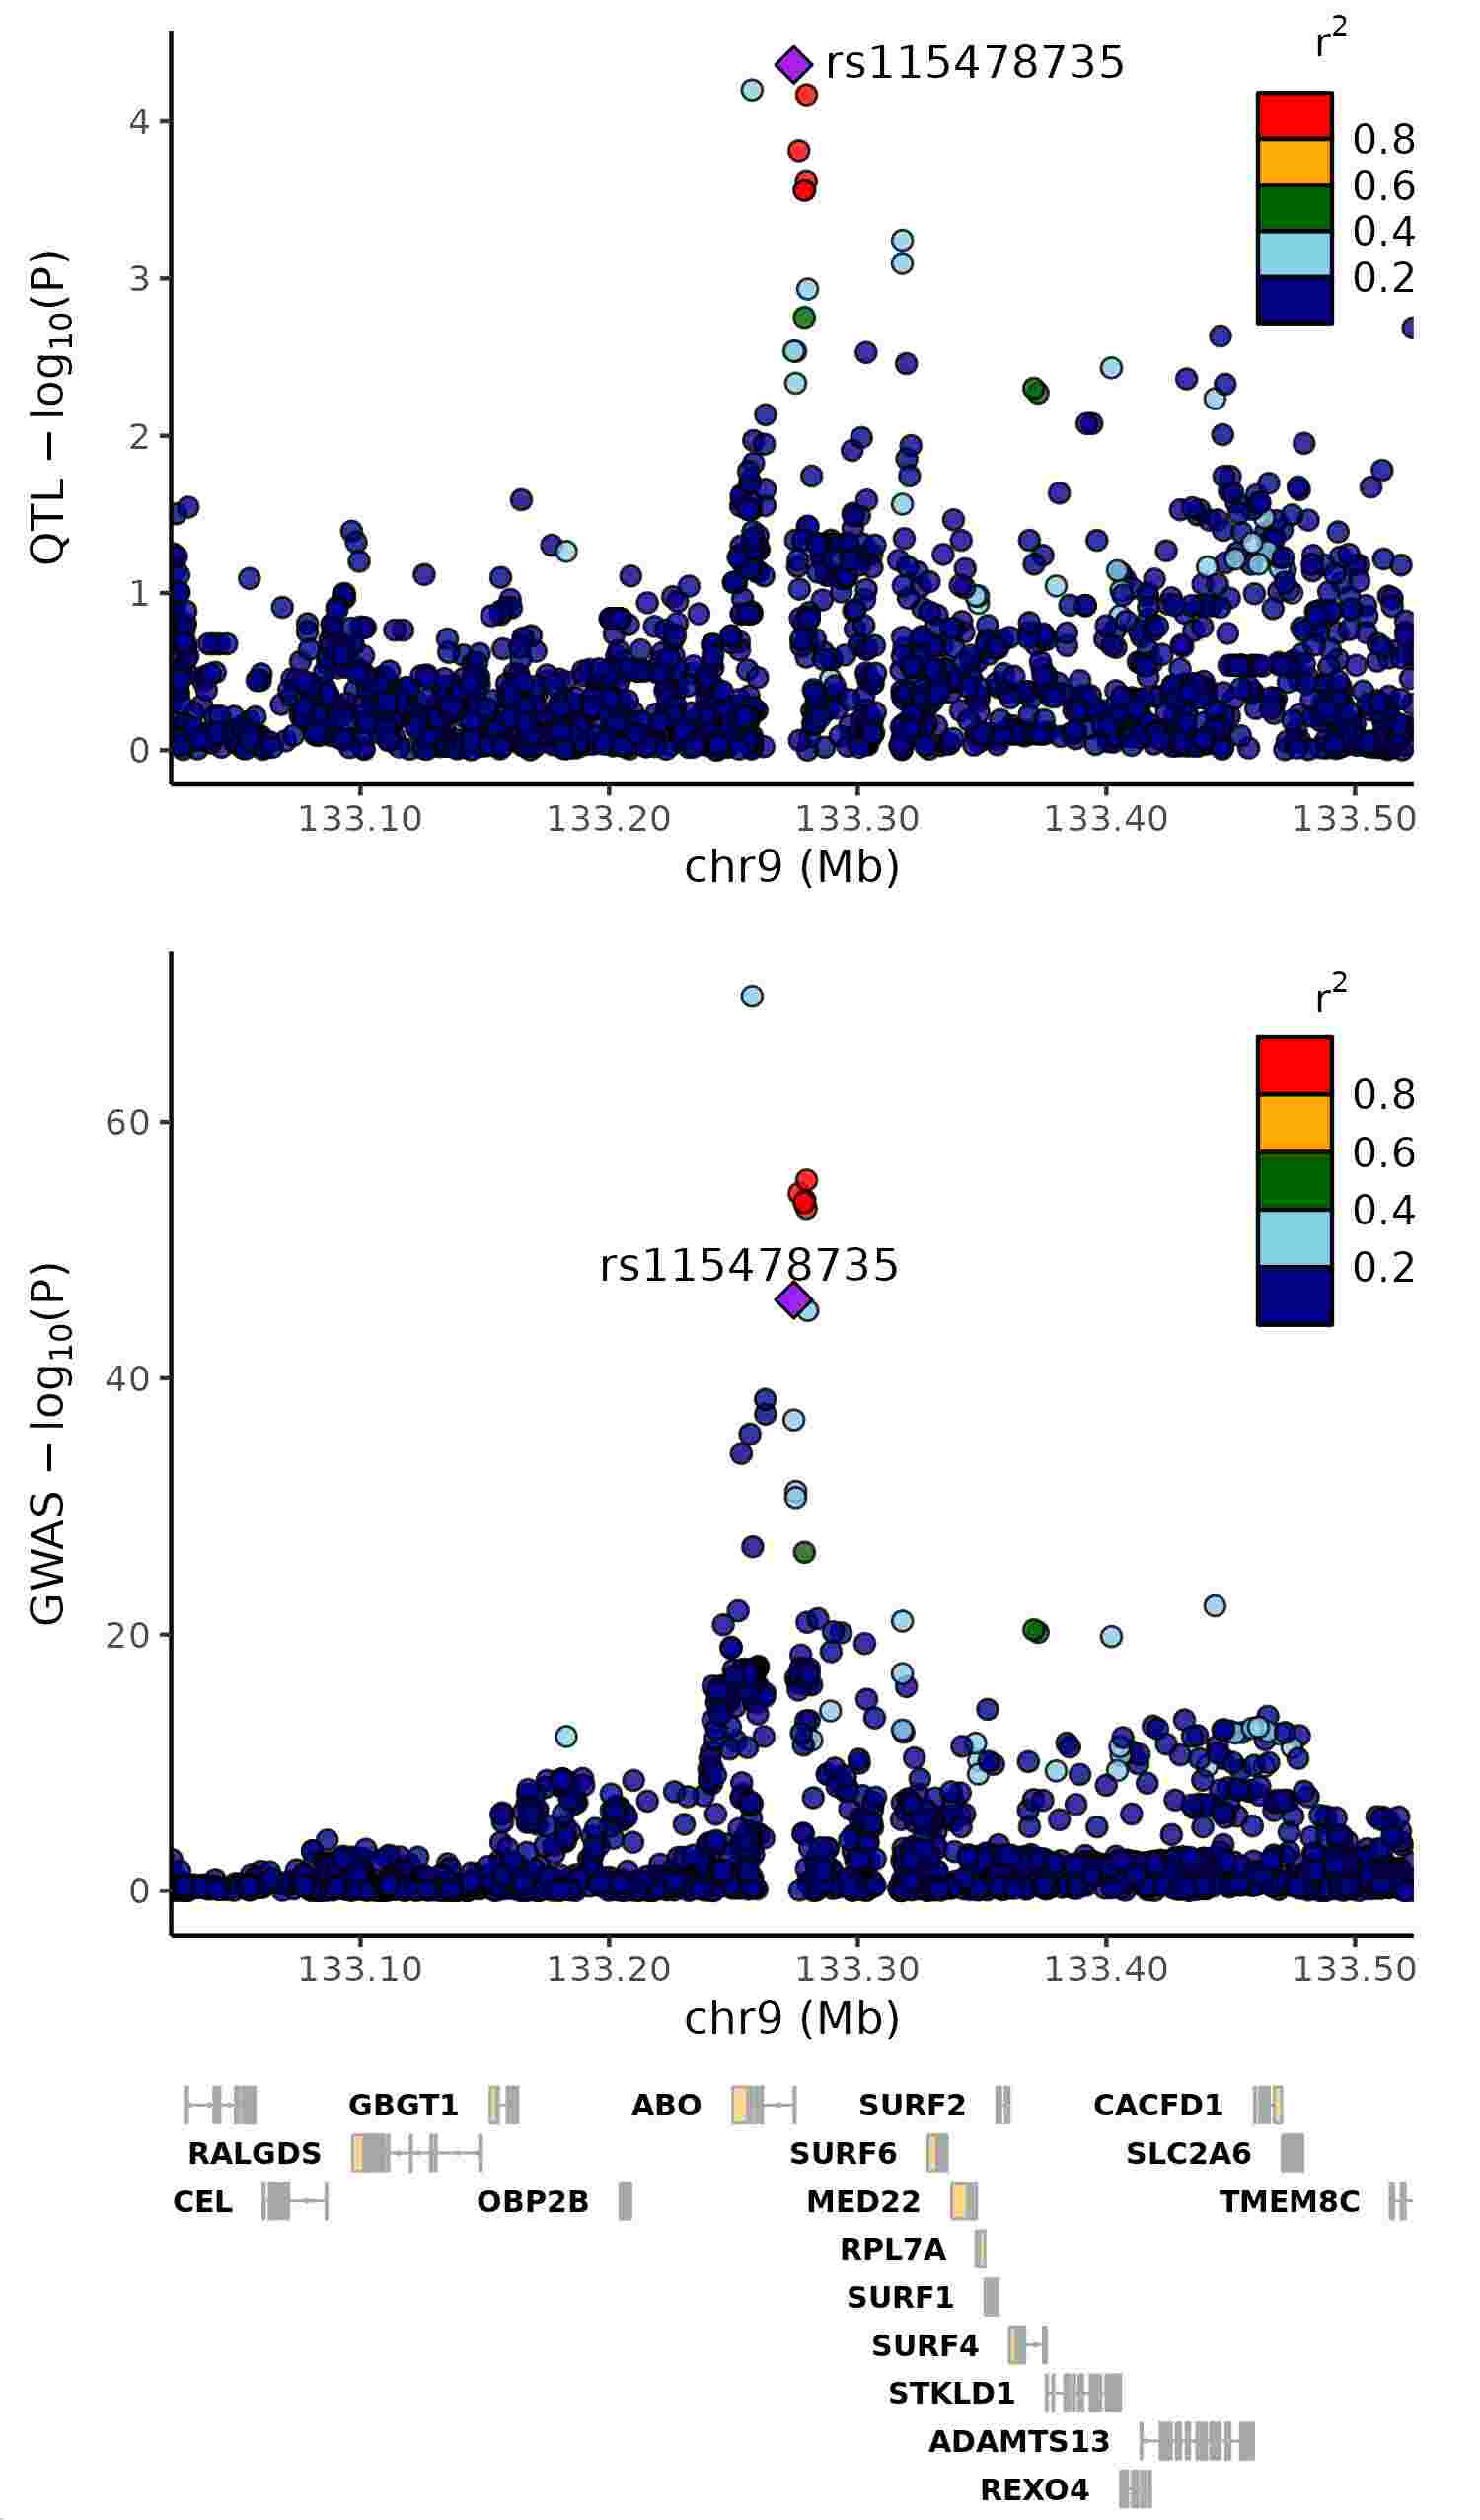 r2
rs115478735
0.8
0.6
0.4
0.2
4
3
2
1
0
QTL −log10(P)
133.10 133.20 133.30 133.40 133.50
chr9 (Mb)
r2
0.8
0.6
0.4
0.2
60
40
20
0
rs115478735
GWAS −log10(P)
133.10 133.20 133.30 133.40 133.50
chr9 (Mb)
GBGT1 ABO SURF2 CACFD1
RALGDS SURF6 SLC2A6
CEL OBP2B MED22 TMEM8C
RPL7A
SURF1
SURF4
STKLD1
ADAMTS13
REXO4